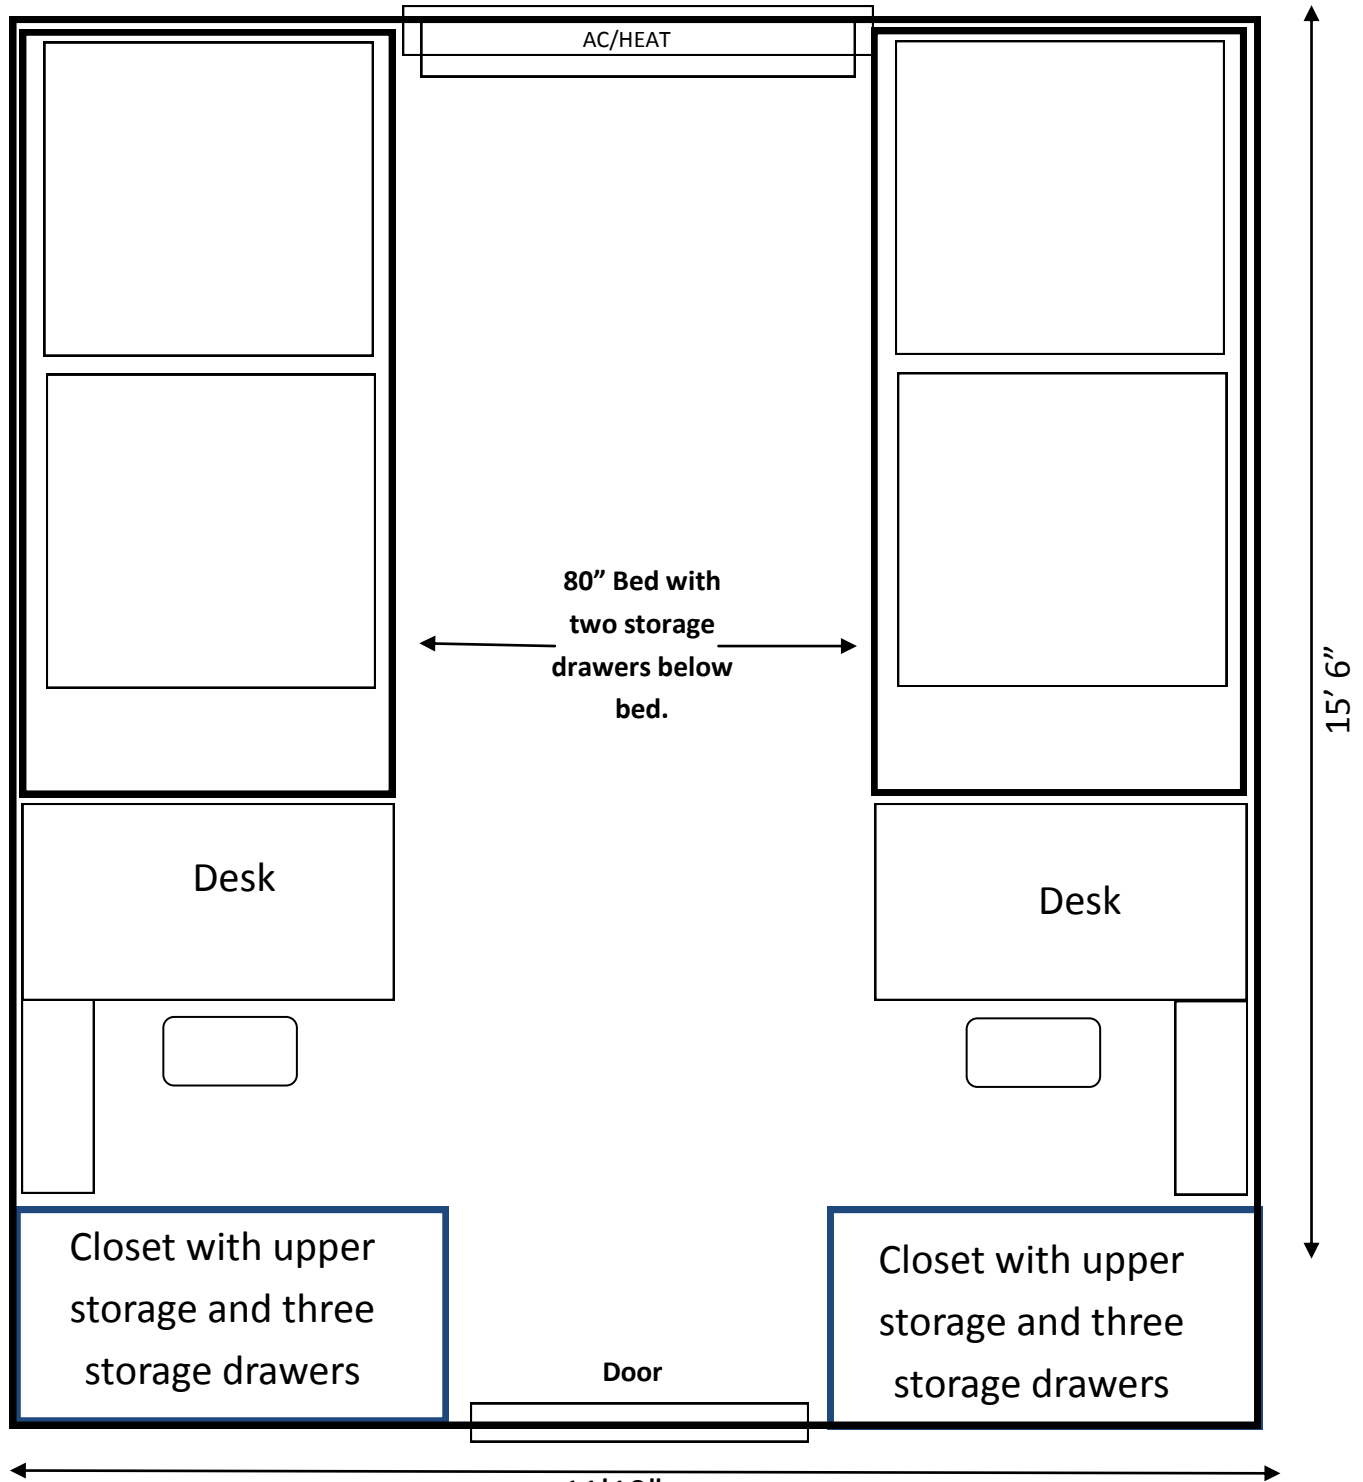 AC/HEAT
80” Bed with
two storage
drawers below
bed.
15’ 6”
Desk
Desk
Closet with upper
storage and three
storage drawers
Closet with upper
storage and three
storage drawers
Door